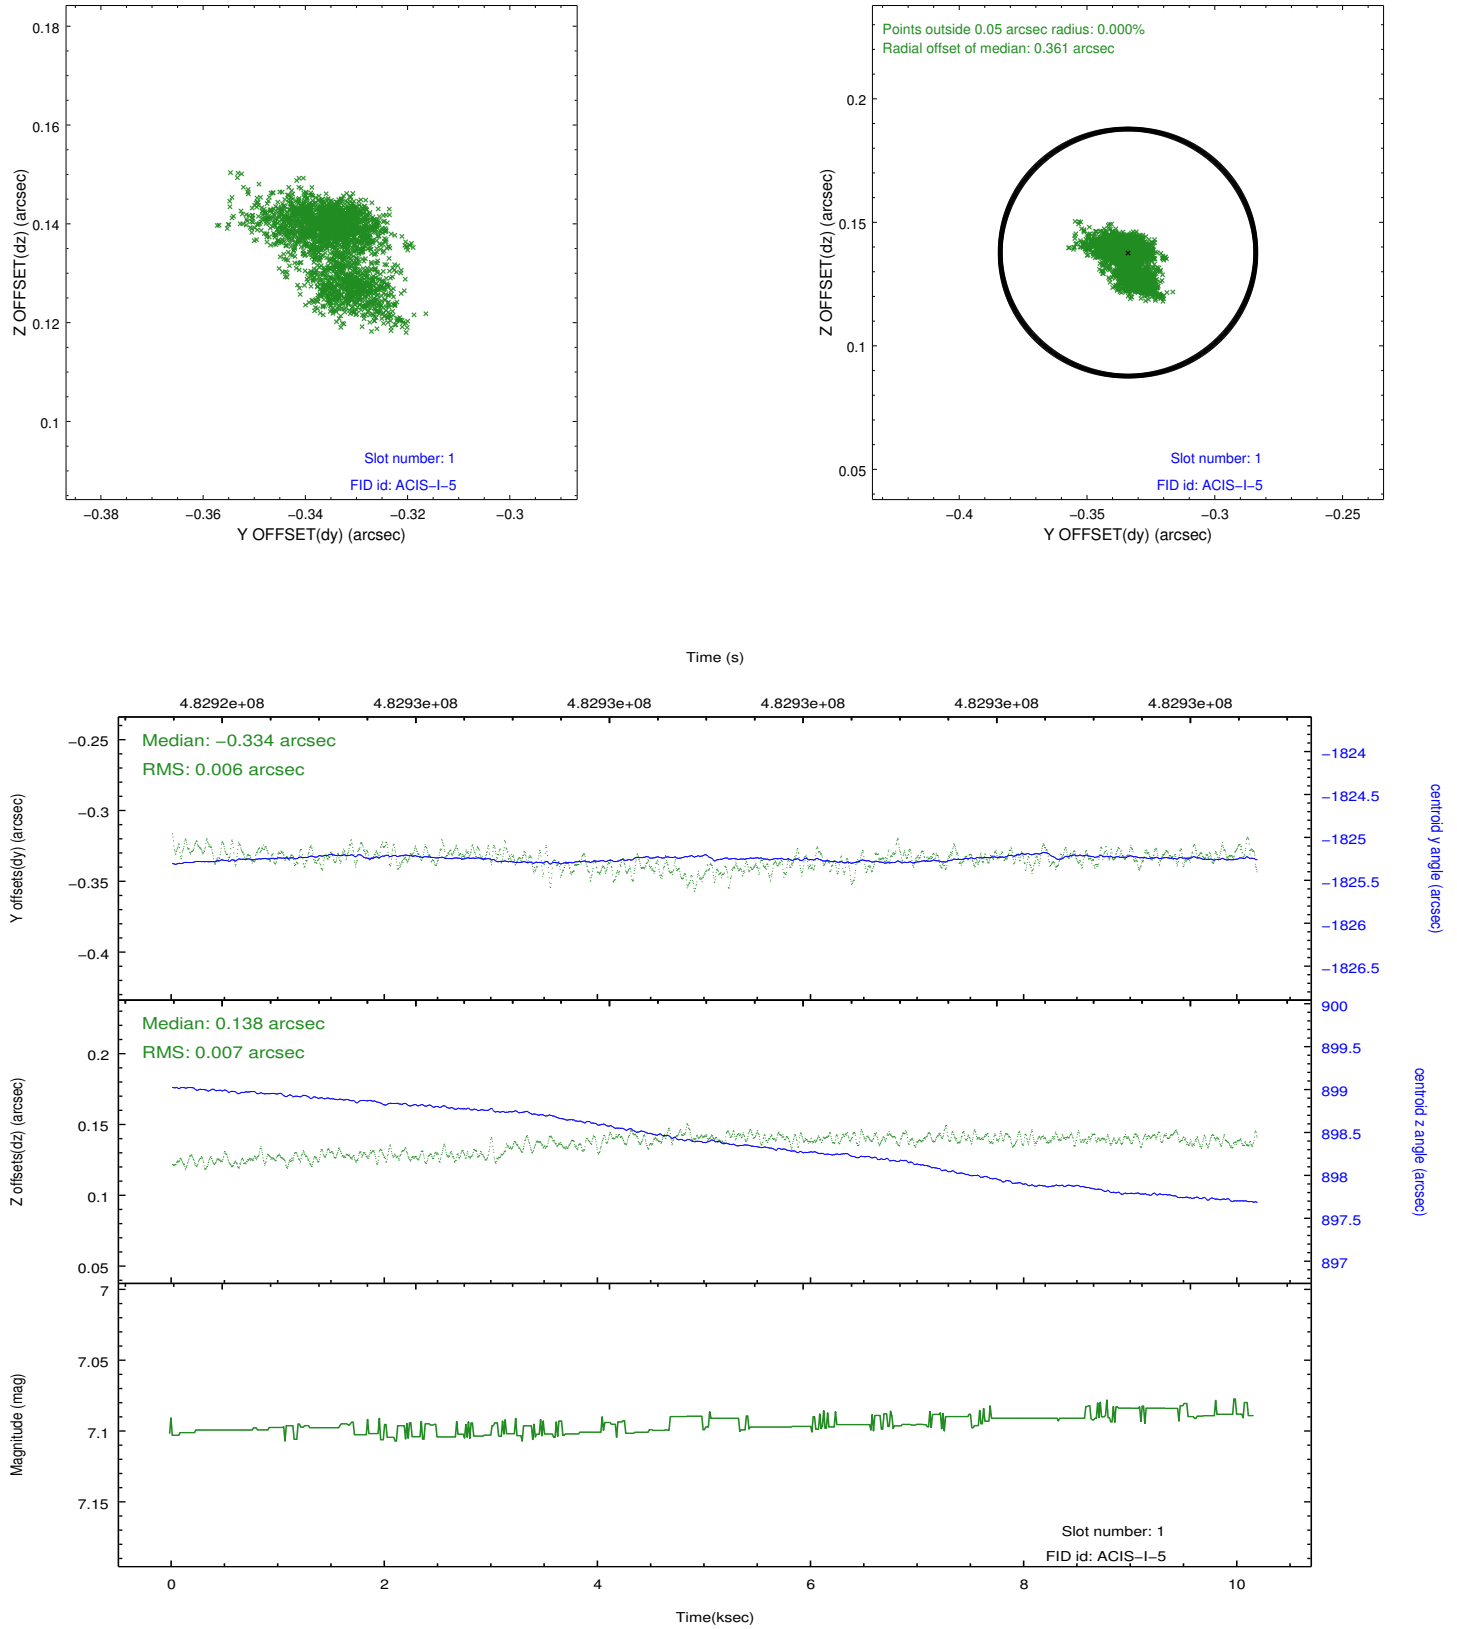 0.18
0.16
0.14
0.12
0.1
Z OFFSET(dz) (arcsec)
Slot number: 1
FID id: ACIS−I−5
−0.38 −0.36 −0.34 −0.32 −0.3
Y OFFSET(dy) (arcsec)
Points outside 0.05 arcsec radius: 0.000%
Radial offset of median: 0.361 arcsec
0.2
0.15
0.1
0.05
Z OFFSET(dz) (arcsec)
Slot number: 1
FID id: ACIS−I−5
−0.4 −0.35 −0.3 −0.25
Y OFFSET(dy) (arcsec)
Time (s)
4.8292e+08 4.8293e+08 4.8293e+08 4.8293e+08 4.8293e+08 4.8293e+08
Median: −0.334 arcsec
RMS: 0.006 arcsec
−0.25
−0.3
−0.35
−0.4
Y offsets(dy) (arcsec)
−1824
−1824.5
−1825
−1825.5
−1826
−1826.5
centroid y angle (arcsec)
Median: 0.138 arcsec
RMS: 0.007 arcsec
0.2
0.15
0.1
0.05
Z offsets(dz) (arcsec)
900
899.5
899
898.5
898
897.5
897
centroid z angle (arcsec)
7
7.05
7.1
7.15
Magnitude (mag)
Slot number: 1
FID id: ACIS−I−5
0 2 4 6 8 10
Time(ksec)